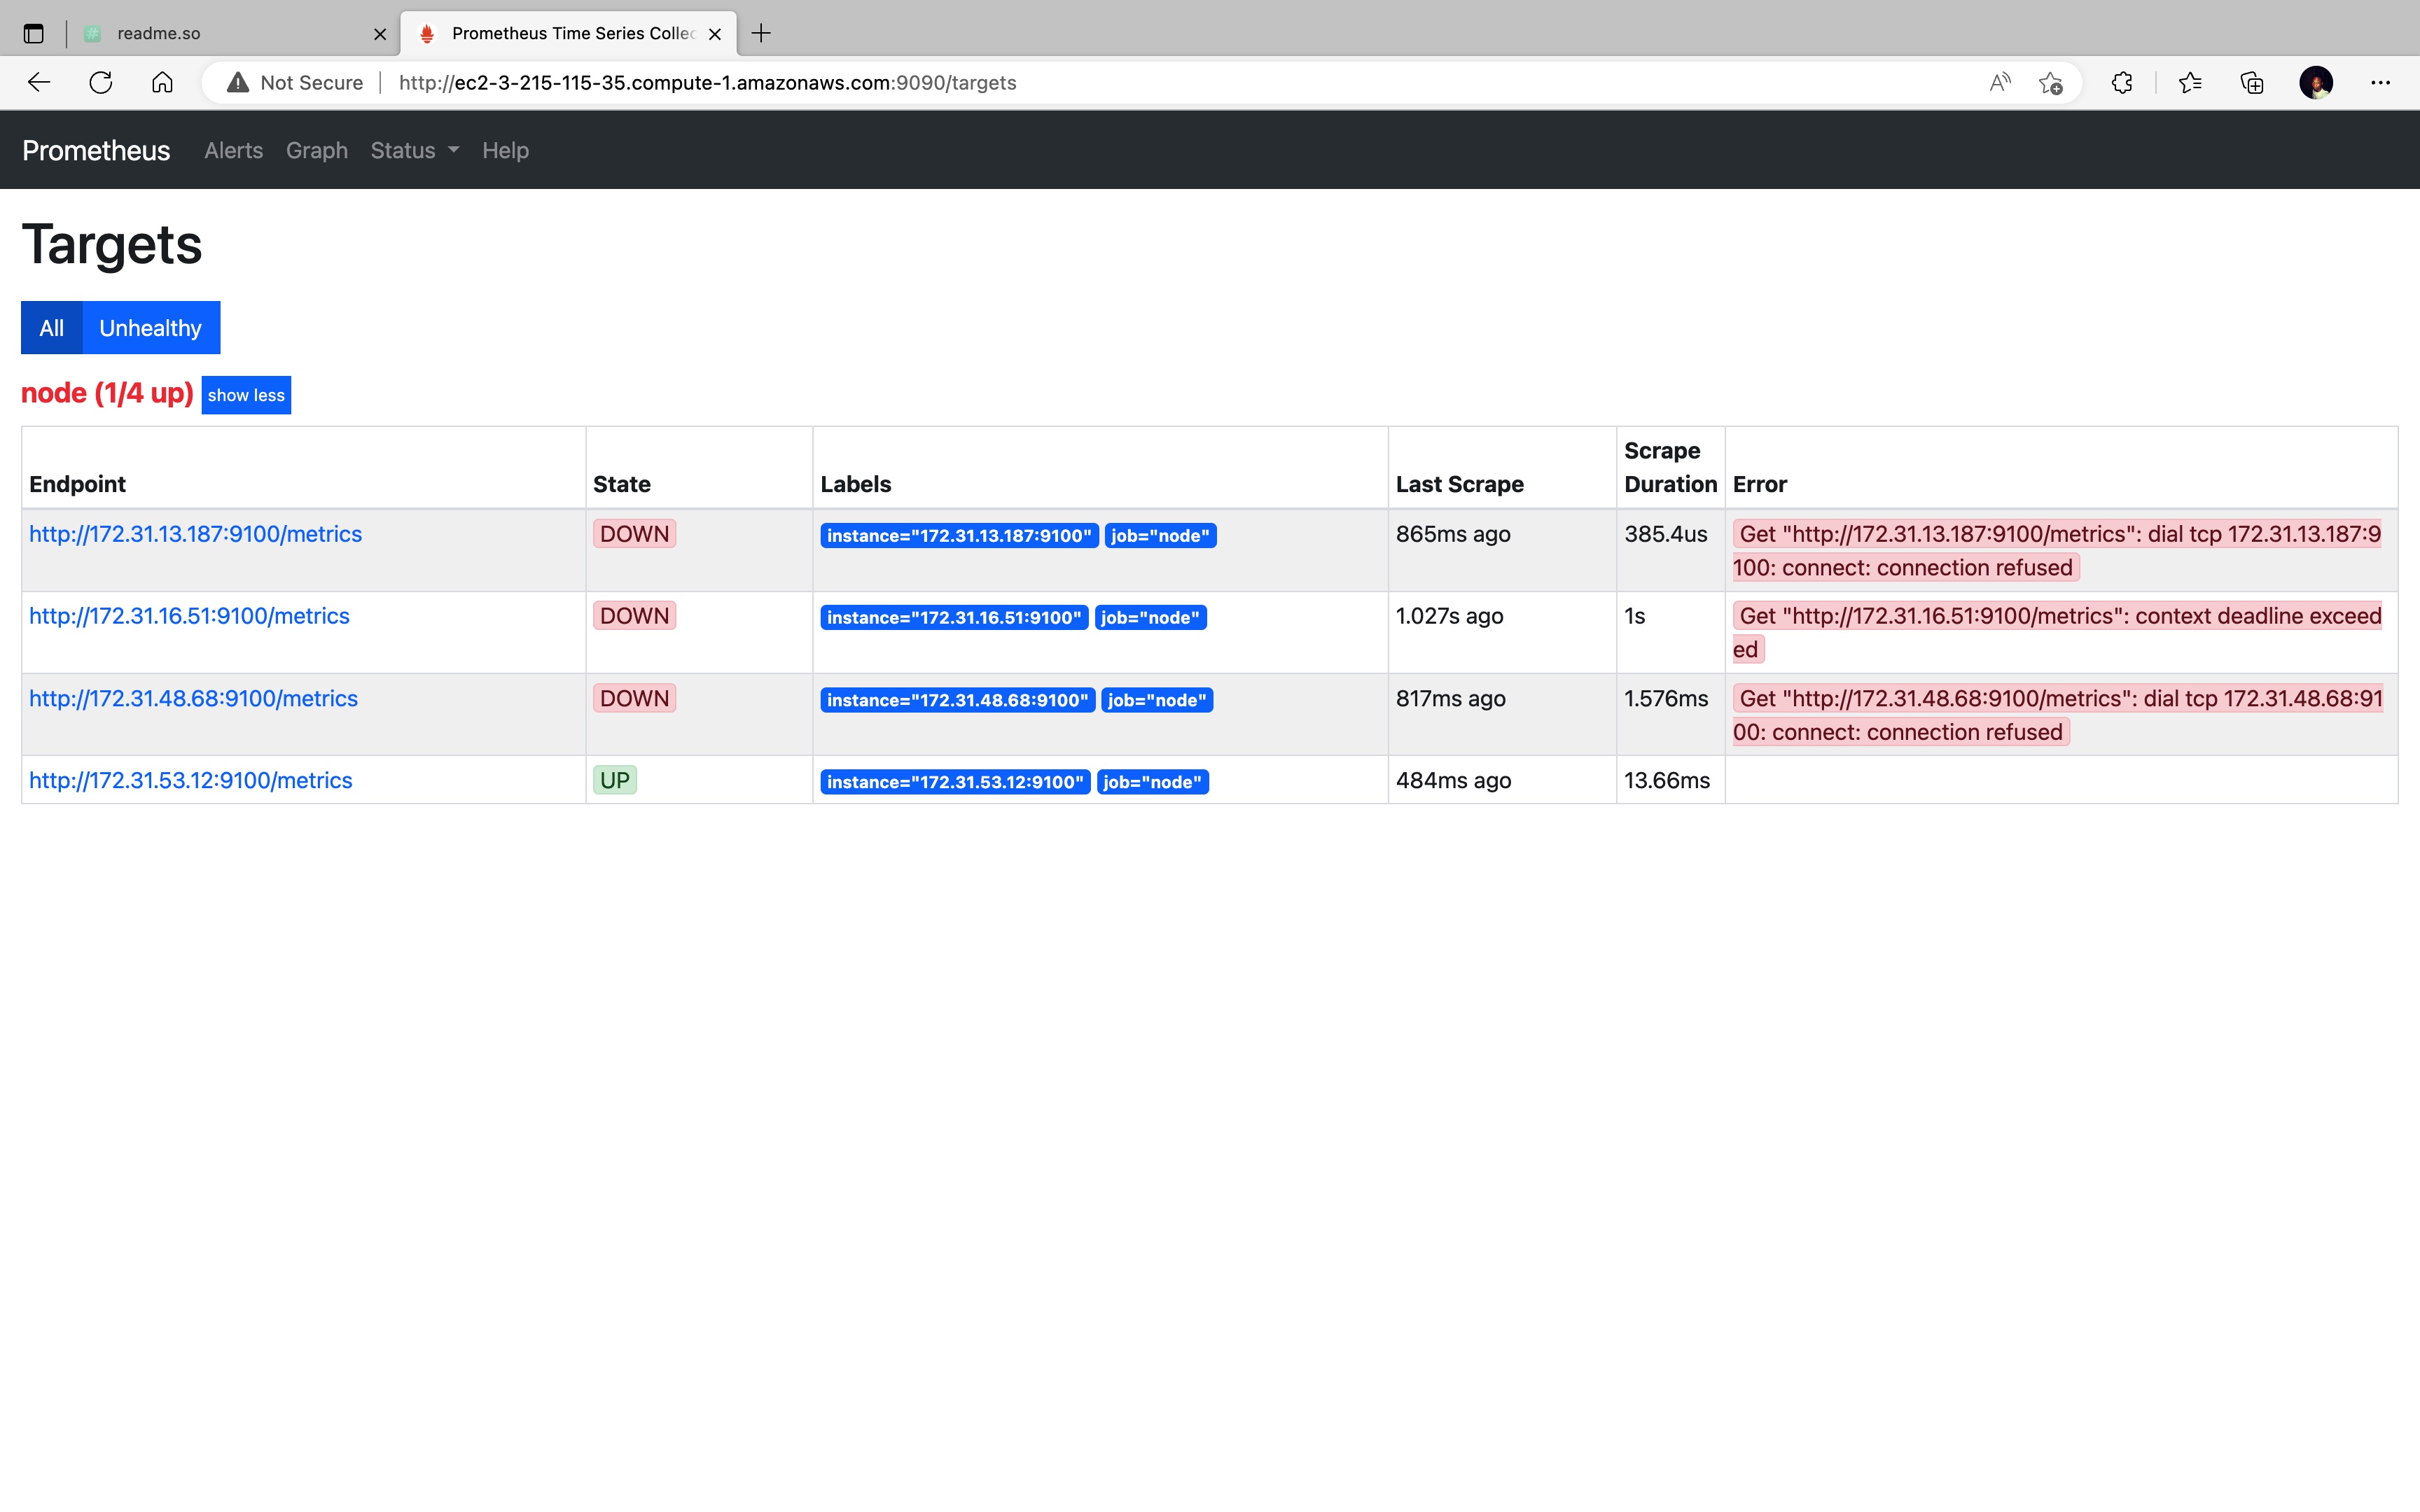 readme.so
Prometheus Time Series Collec
Not Secure | http://ec2-3-215-115-35.compute-1.amazonaws.com:9090/targets
Prometheus Alerts Graph Status Help
Targets
All Unhealthy
node (1/4 up) show less
Endpoint State Labels Last Scrape Scrape Duration Error
http://172.31.13.187:9100/metrics DOWN instance="172.31.13.187:9100" job="node" 865ms ago 385.4us Get "http://172.31.13.187:9100/metrics": dial tcp 172.31.13.187:9
100: connect: connection refused
http://172.31.16.51:9100/metrics DOWN instance="172.31.16.51:9100" job="node" 1.027s ago 1s Get "http://172.31.16.51:9100/metrics": context deadline exceed
ed
http://172.31.48.68:9100/metrics DOWN instance="172.31.48.68:9100" job="node" 817ms ago 1.576ms Get "http://172.31.48.68:9100/metrics": dial tcp 172.31.48.68:91
00: connect: connection refused
http://172.31.53.12:9100/metrics UP instance="172.31.53.12:9100" job="node" 484ms ago 13.66ms